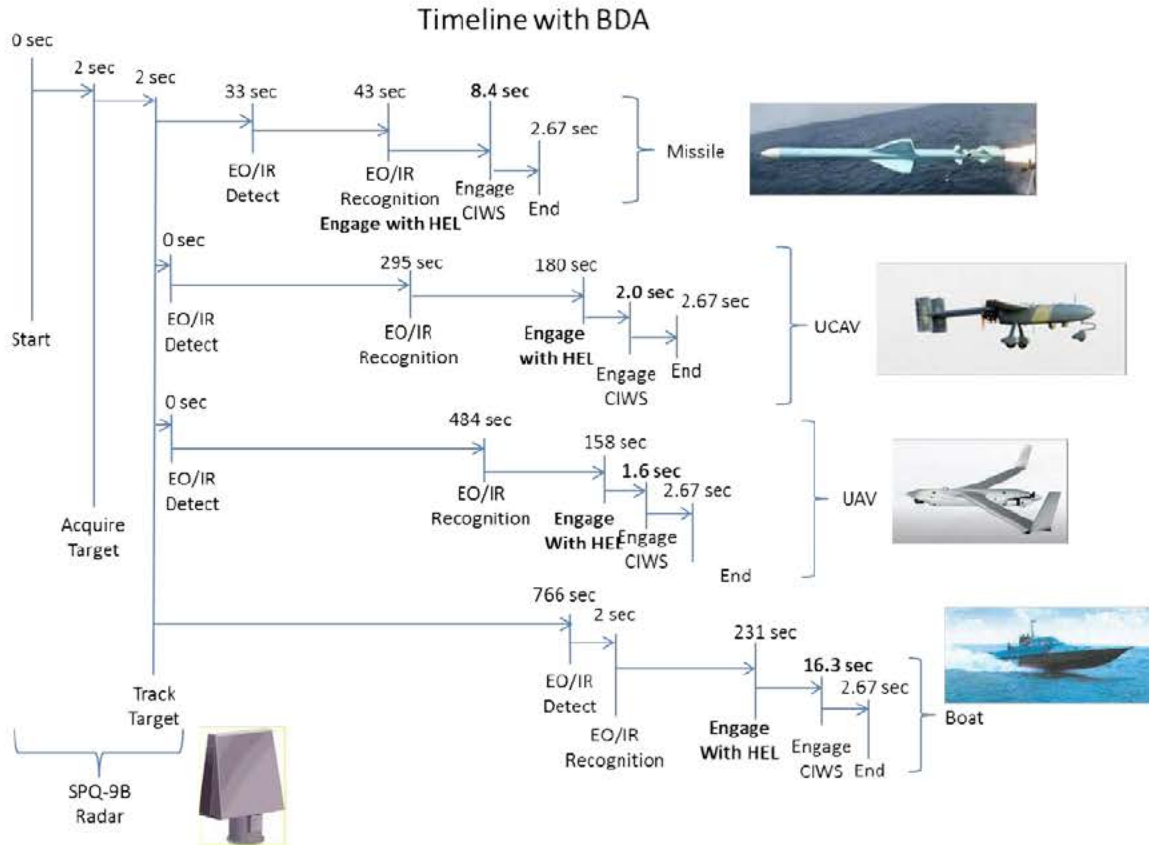 Timeline with BDA
0 sec
2 sec
2 sec
33 sec
43 sec
8.4 sec
2.67 sec
EO/IR
Detect
EO/IR
Recognition
Engage with HEL
Engage
CIWS
End
Missile
0 sec
295 sec
180 sec
2.0 sec
2.67 sec
Start
EO/IR
Detect
EO/IR
Recognition
Engage
with HEL
Engage
CIWS
End
UCAV
0 sec
484 sec
158 sec
1.6 sec
2.67 sec
EO/IR
Detect
EO/IR
Recognition
Engage
With HEL
Engage
CIWS
End
UAV
Acquire
Target
766 sec
2 sec
231 sec
16.3 sec
2.67 sec
Track
Target
EO/IR
Detect
EO/IR
Recognition
Engage
With HEL
Engage
CIWS
End
Boat
SPQ-9B
Radar